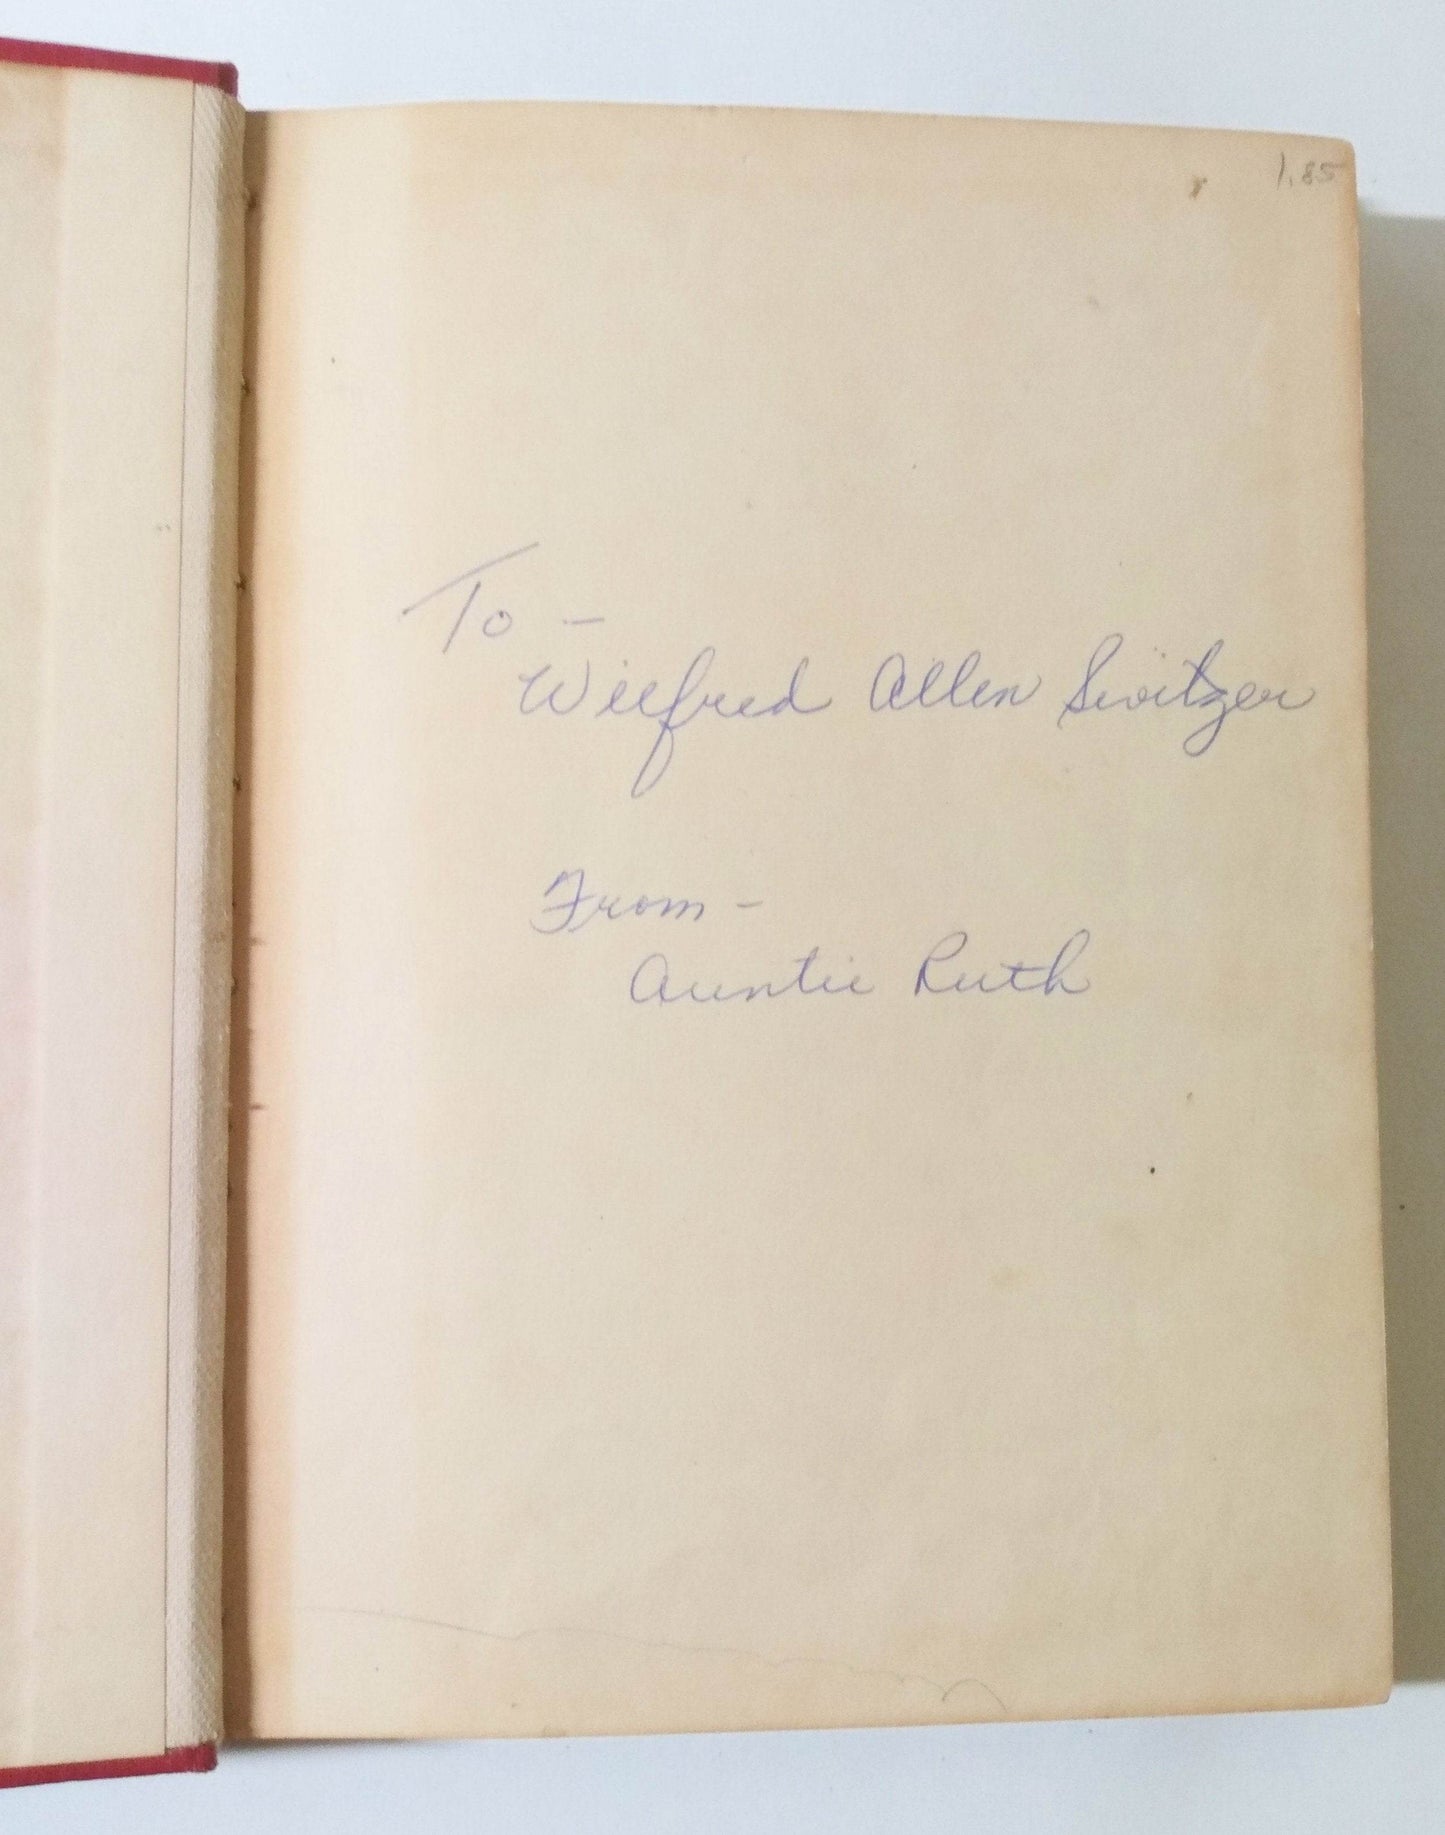 1.85
To -
Wilfred Allen Switzer
From -
Auntie Ruth